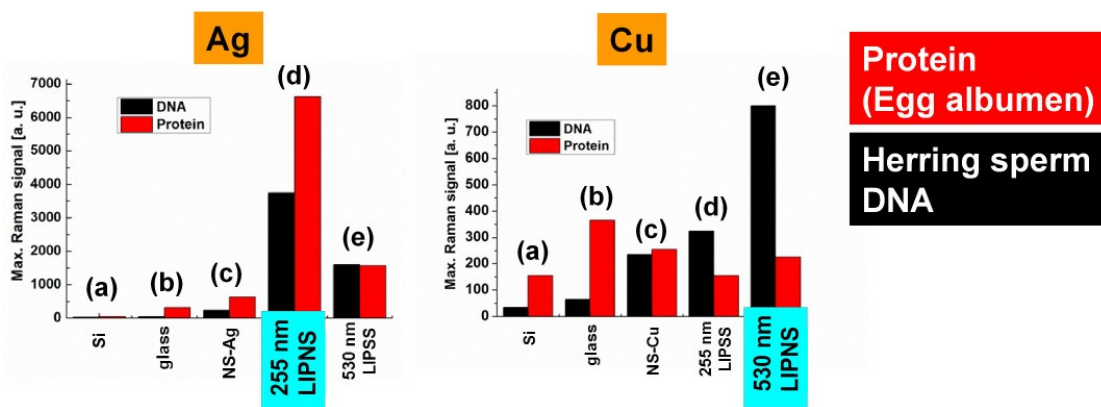 Ag
Max. Raman signal [a. u.]
7000
6000
5000
4000
3000
2000
1000
0
DNA
Protein
(a)
(b)
(c)
(d)
(e)
Si
glass
NS-Ag
255 nm
LIPNS
530 nm
LIPSS
Cu
Max. Raman signal [a. u.]
800
700
600
500
400
300
200
100
0
DNA
Protein
(a)
(b)
(c)
(d)
(e)
Si
glass
NS-Cu
255 nm
LIPSS
530 nm
LIPNS
Protein
(Egg albumen)
Herring sperm
DNA